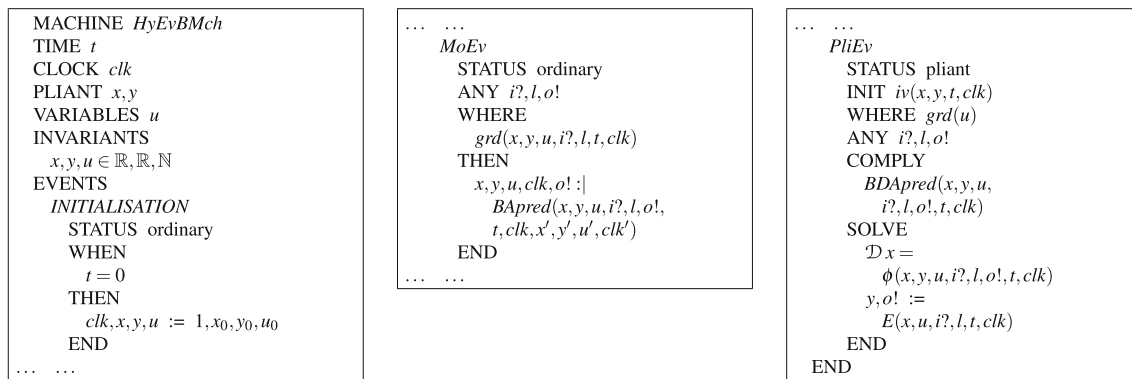 MACHINE HyEvBMch
TIME t
CLOCK clk
PLIANT x,y
VARIABLES u
INVARIANTS
x,y,u ∈ ℝ,ℝ,ℕ
EVENTS
INITIALISATION
STATUS ordinary
WHEN
t = 0
THEN
clk,x,y,u := 1,x₀,y₀,u₀
END
... ...
... ...
MoEv
STATUS ordinary
ANY i?,l,o!
WHERE
grd(x,y,u,i?,l,t,clk)
THEN
x,y,u,clk,o! :|
BApred(x,y,u,i?,l,o!,
t,clk,x′,y′,u′,clk′)
END
... ...
... ...
PliEv
STATUS pliant
INIT iv(x,y,t,clk)
WHERE grd(u)
ANY i?,l,o!
COMPLY
BDApred(x,y,u,
i?,l,o!,t,clk)
SOLVE
𝒟 x =
ϕ(x,y,u,i?,l,o!,t,clk)
y,o! :=
E(x,u,i?,l,t,clk)
END
END